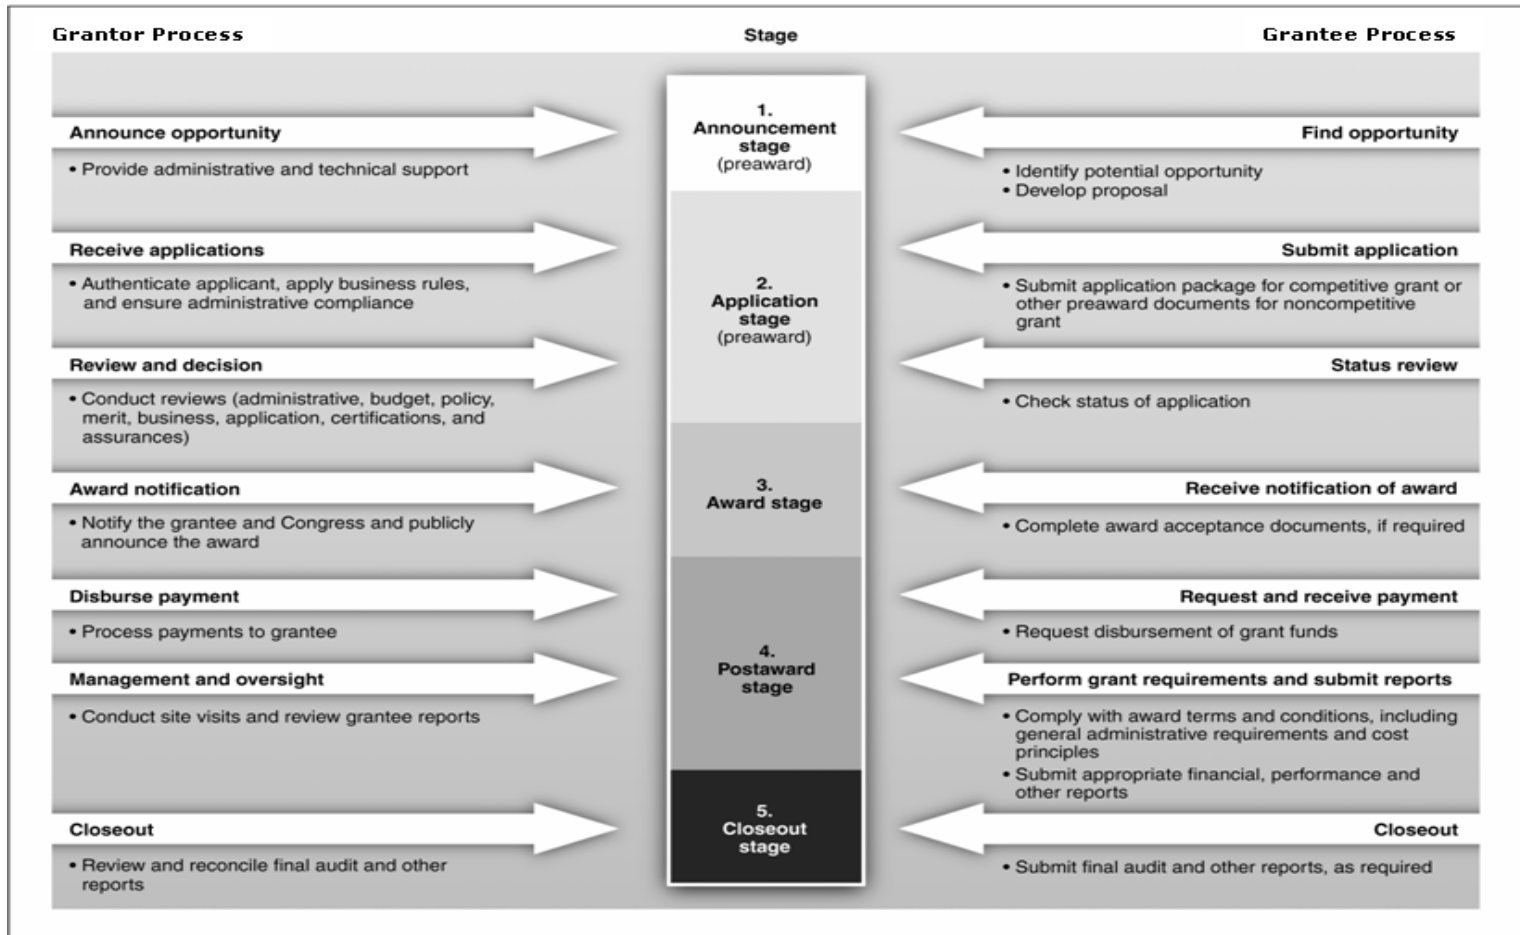 Grantor Process
Stage
Grantee Process
1.
Announcement
stage
(preaward)
Announce opportunity
• Provide administrative and technical support
Find opportunity
• Identify potential opportunity
• Develop proposal
2.
Application
stage
(preaward)
Receive applications
• Authenticate applicant, apply business rules,
and ensure administrative compliance
Submit application
• Submit application package for competitive grant or
other preaward documents for noncompetitive
grant
Review and decision
• Conduct reviews (administrative, budget, policy,
merit, business, application, certifications, and
assurances)
Status review
• Check status of application
3.
Award stage
Award notification
• Notify the grantee and Congress and publicly
announce the award
Receive notification of award
• Complete award acceptance documents, if required
4.
Postaward
stage
Disburse payment
• Process payments to grantee
Request and receive payment
• Request disbursement of grant funds
Management and oversight
• Conduct site visits and review grantee reports
Perform grant requirements and submit reports
• Comply with award terms and conditions, including
general administrative requirements and cost
principles
• Submit appropriate financial, performance and
other reports
5.
Closeout
stage
Closeout
• Review and reconcile final audit and other
reports
Closeout
• Submit final audit and other reports, as required